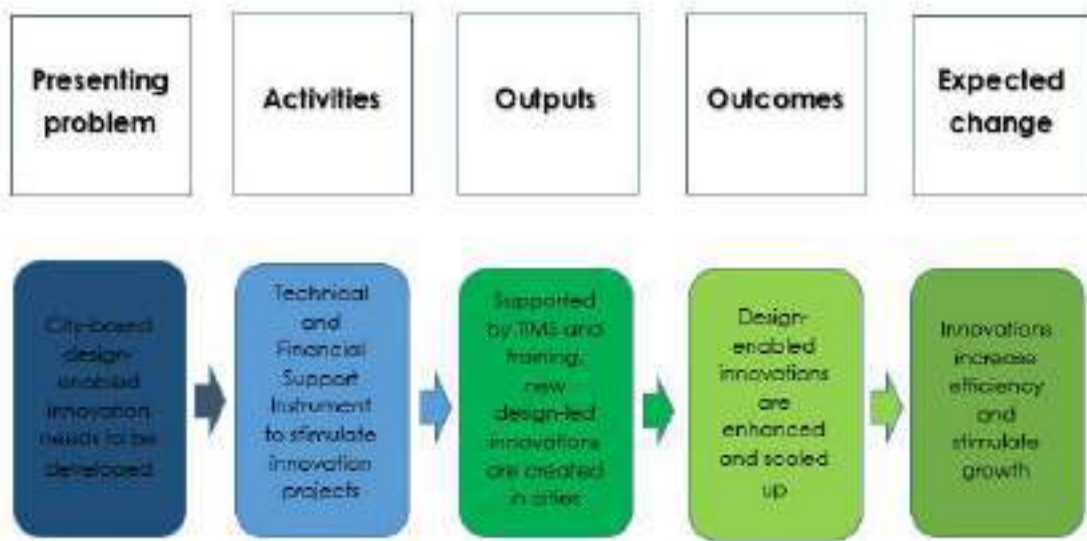 Presenting
problem
Activities
Outputs
Outcomes
Expected
change
City-based
design-
enabled
innovation
needs to be
developed
Technical
and
Financial
Support
Instrument
to stimulate
innovation
projects
Supported
by TIMS and
training,
new
design-led
innovations
are created
in cities
Design-
enabled
innovations
are
enhanced
and scaled
up
Innovations
increase
efficiency
and
stimulate
growth